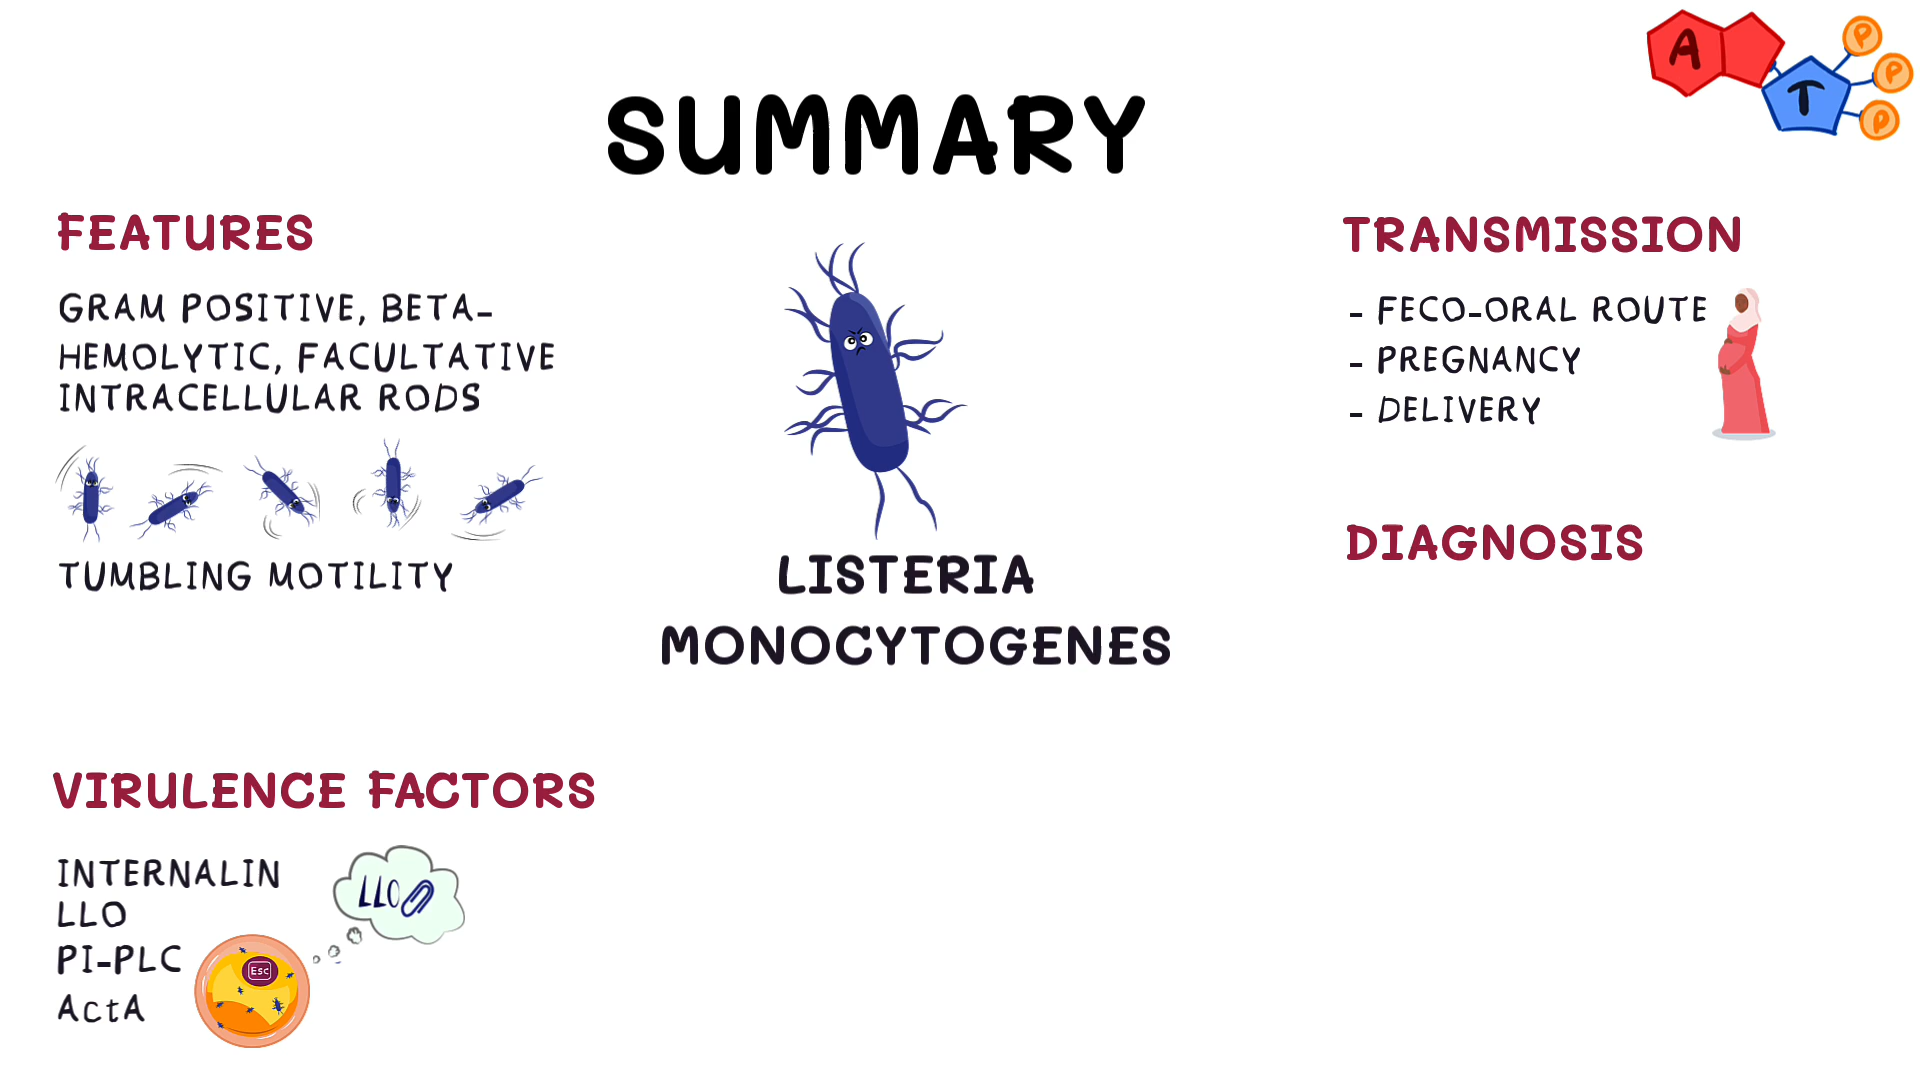 A
T
P
P
P
SUMMARY
FEATURES
GRAM POSITIVE, BETA-
HEMOLYTIC, FACULTATIVE
INTRACELLULAR RODS
TUMBLING MOTILITY
LISTERIA
MONOCYTOGENES
TRANSMISSION
- FECO-ORAL ROUTE
- PREGNANCY
- DELIVERY
DIAGNOSIS
VIRULENCE FACTORS
INTERNALIN
LLO
PI-PLC
ActA
LLO
Esc